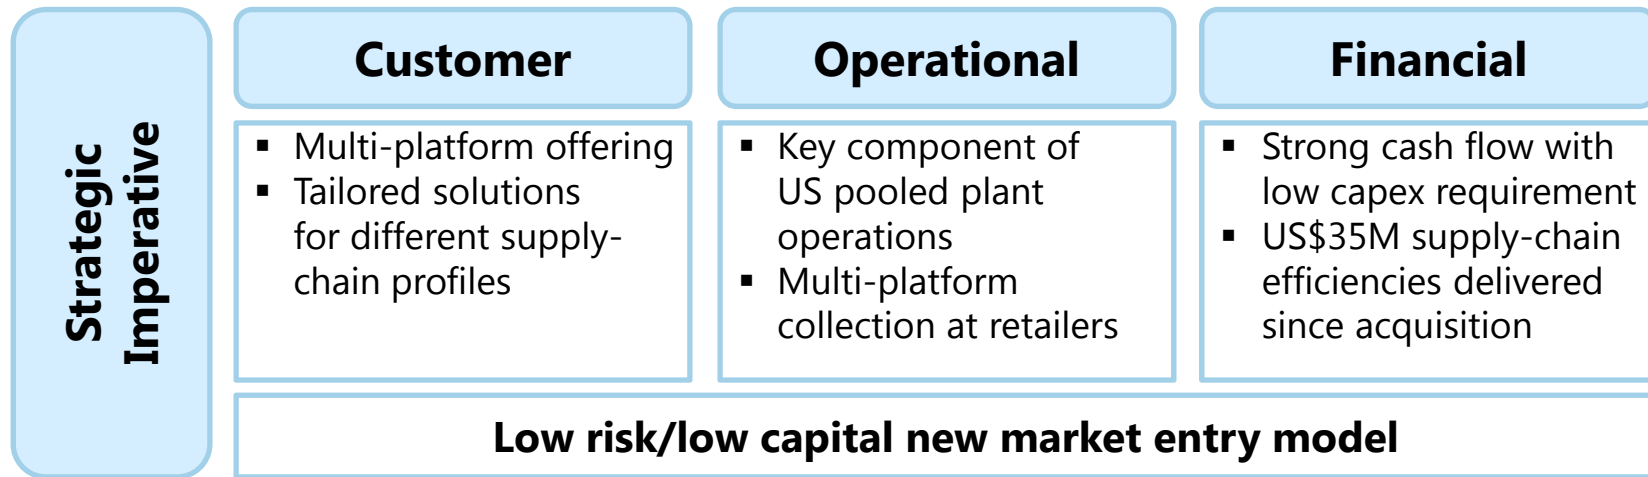 Strategic
Imperative
Customer
▪ Multi-platform offering
▪ Tailored solutions
for different supply-
chain profiles
Operational
▪ Key component of
US pooled plant
operations
▪ Multi-platform
collection at retailers
Financial
▪ Strong cash flow with
low capex requirement
▪ US$35M supply-chain
efficiencies delivered
since acquisition
Low risk/low capital new market entry model